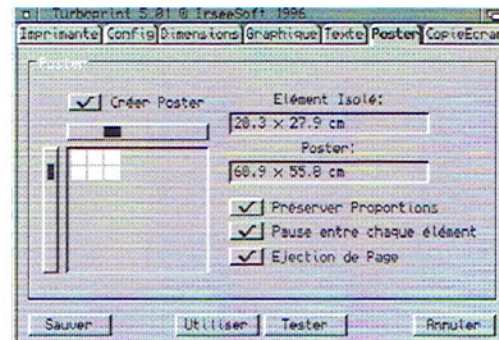 Turboprint 5.01 © IrseeSoft 1996
Imprimante Config Dimensions Graphique Texte Poster CopieEcran
Poster
Créer Poster
Elément Isolé:
20.3 x 27.9 cm
Poster:
60.9 x 55.8 cm
Préserver Proportions
Pause entre chaque élément
Ejection de Page
Sauver Utiliser Tester Annuler